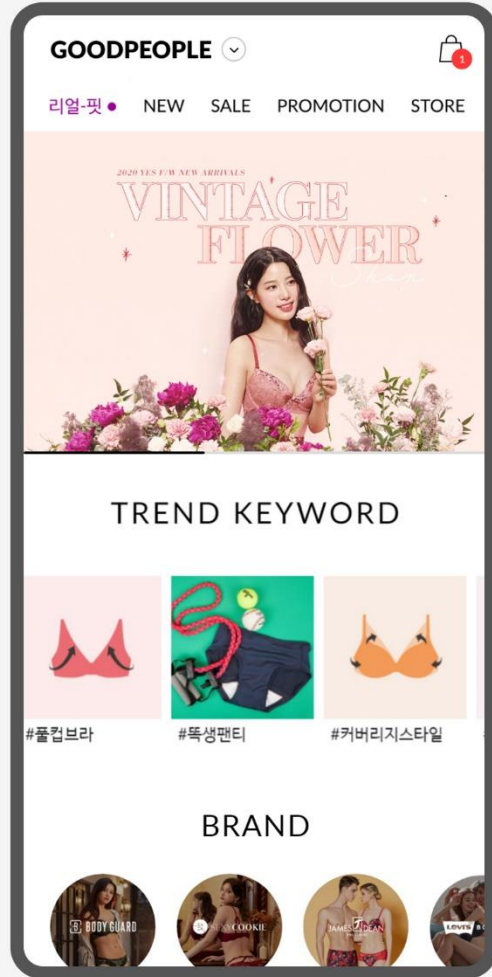 GOODPEOPLE
1
리얼-핏 NEW SALE PROMOTION STORE
2020 YES F/W NEW ARRIVALS
VINTAGE
FLOWER
TREND KEYWORD
#풀컵브라 #똑생팬티 #커버리지스타일
BRAND
BODY GUARD COOKIE JAMES DEAN LEVI'S